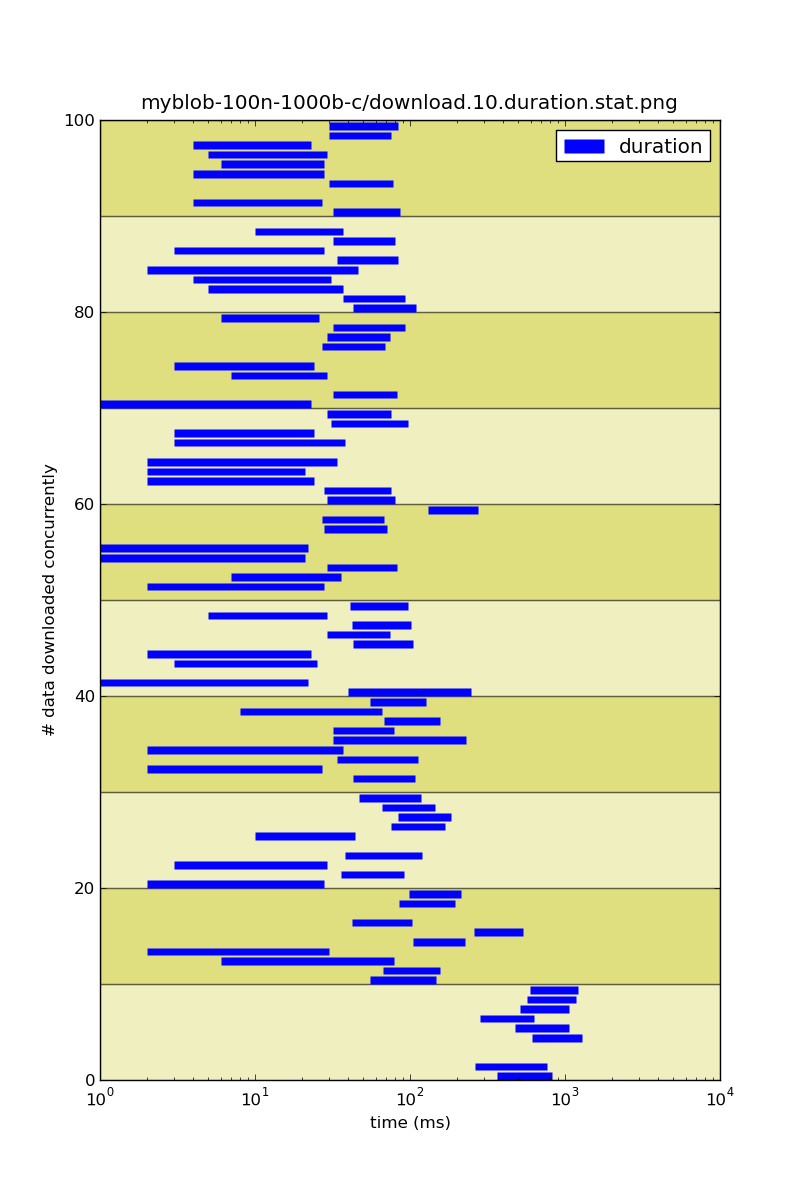 myblob-100n-1000b-c/download.10.duration.stat.png
duration
100
80
60
40
20
0
# data downloaded concurrently
10^0 10^1 10^2 10^3 10^4
time (ms)